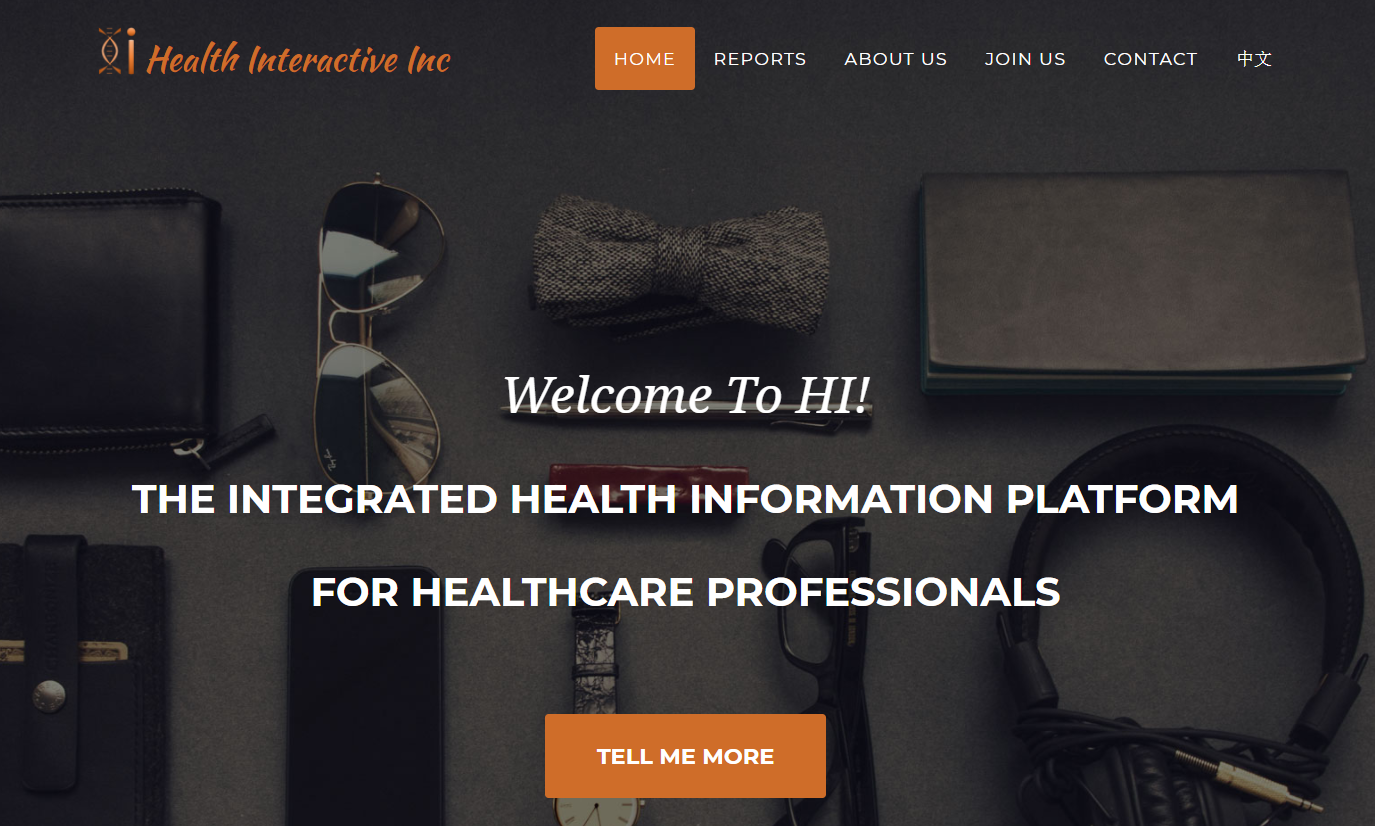 Health Interactive Inc
HOME
REPORTS
ABOUT US
JOIN US
CONTACT
中文
Welcome To HI!
THE INTEGRATED HEALTH INFORMATION PLATFORM
FOR HEALTHCARE PROFESSIONALS
TELL ME MORE